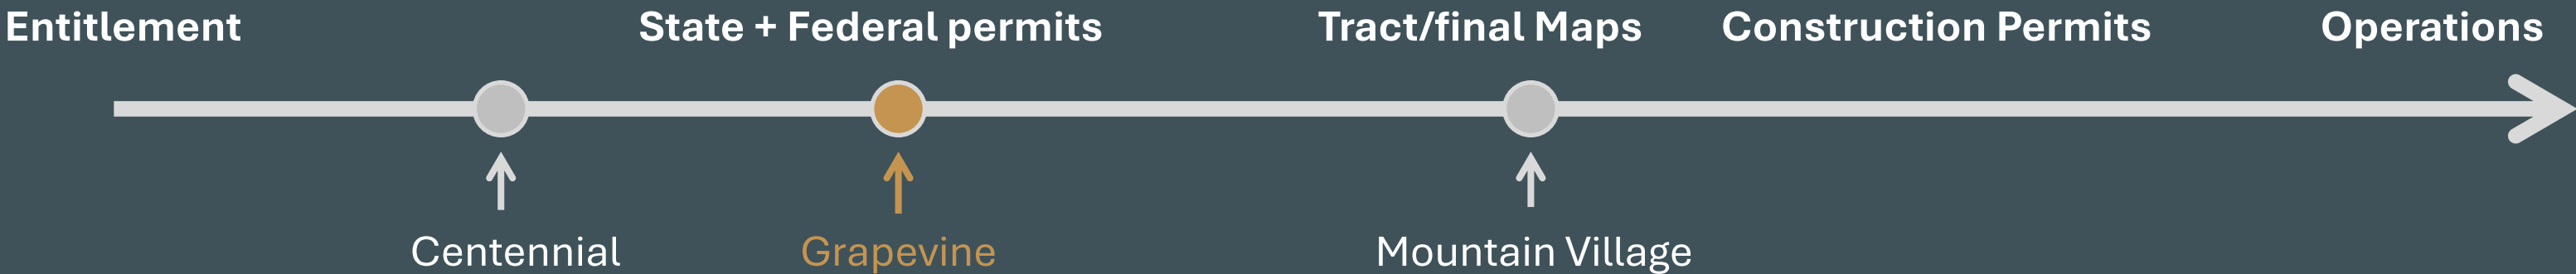 Entitlement State + Federal permits Tract/final Maps Construction Permits Operations
Centennial Grapevine Mountain Village